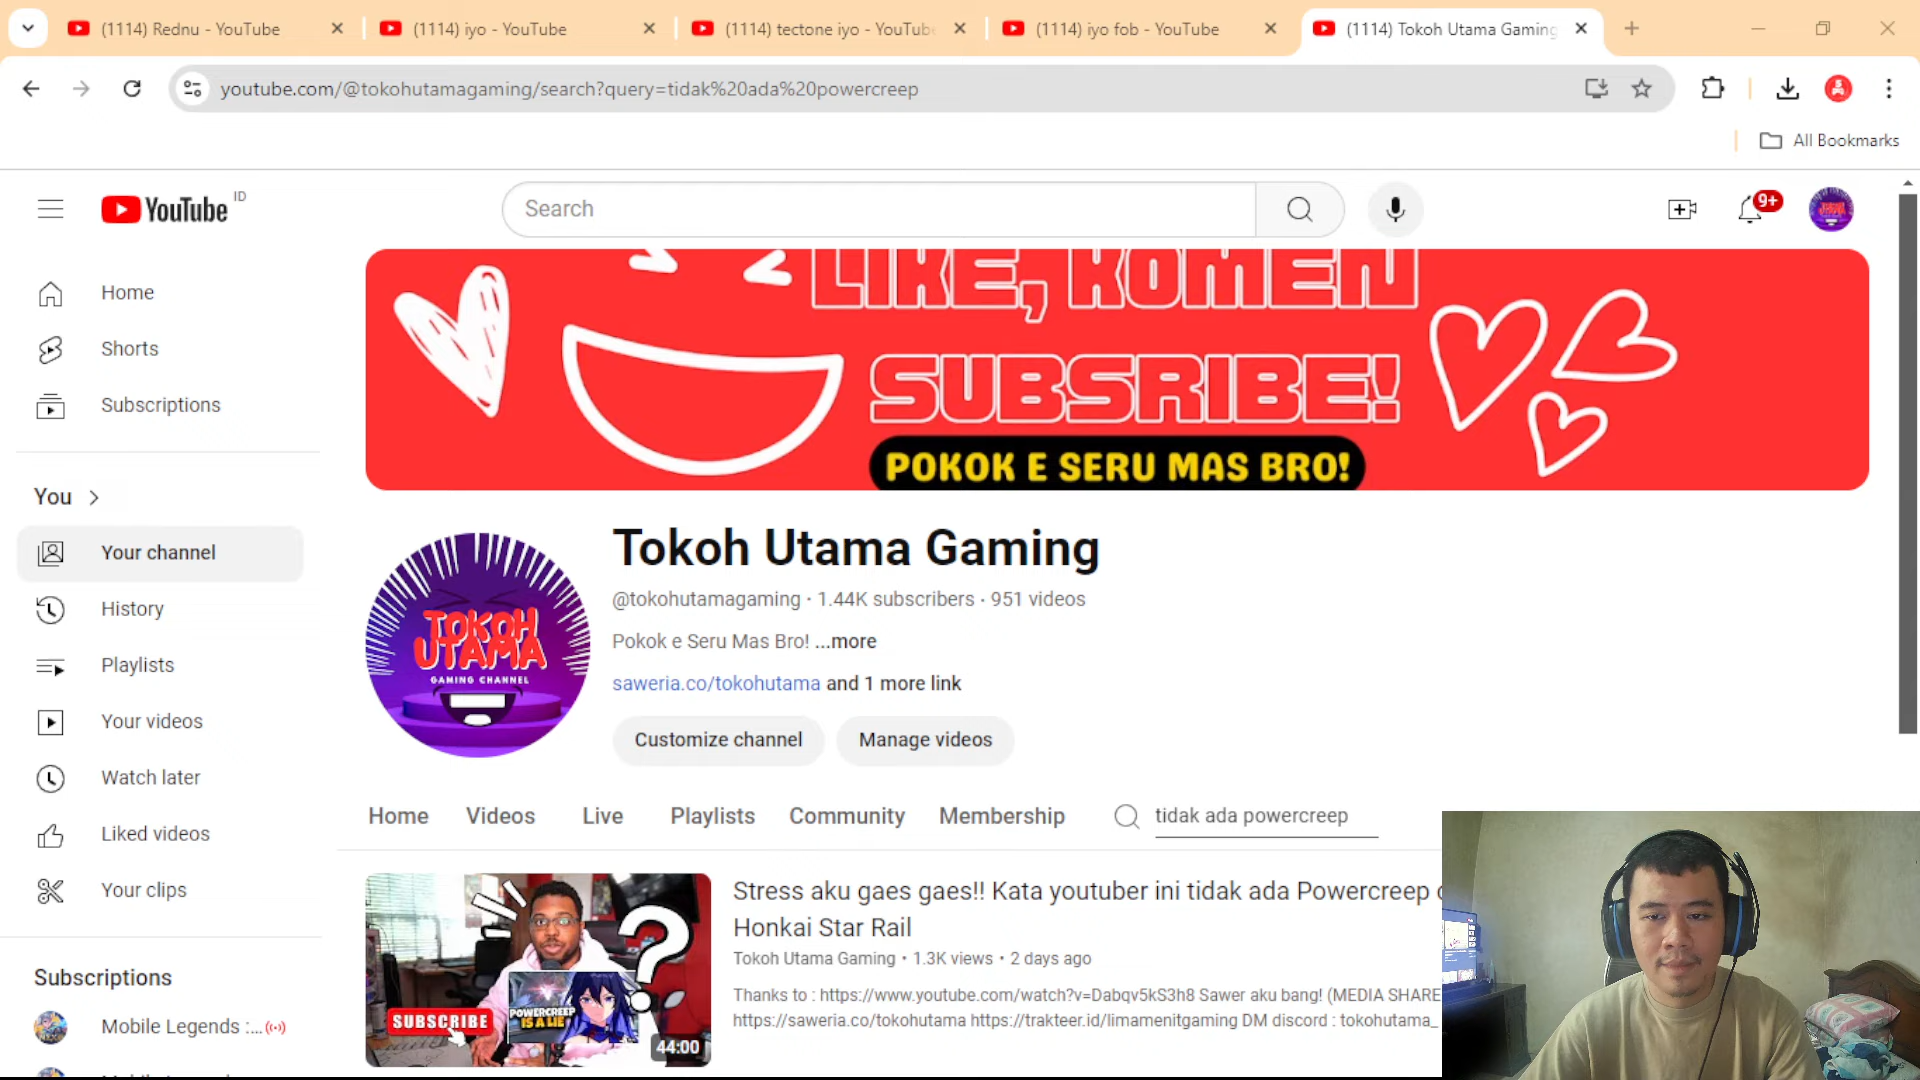 (1114) Rednu - YouTube
(1114) iyo - YouTube
(1114) tectone iyo - YouTube
(1114) iyo fob - YouTube
(1114) Tokoh Utama Gaming
youtube.com/@tokohutamagaming/search?query=tidak%20ada%20powercreep
All Bookmarks
YouTube ID
Search
9+
LIKE, KOMEN
SUBSRIBE!
POKOK E SERU MAS BRO!
Home
Shorts
Subscriptions
You
Your channel
History
Playlists
Your videos
Watch later
Liked videos
Your clips
Subscriptions
Mobile Legends :...
TOKOH
UTAMA
GAMING CHANNEL
Tokoh Utama Gaming
@tokohutamagaming · 1.44K subscribers · 951 videos
Pokok e Seru Mas Bro! ...more
saweria.co/tokohutama and 1 more link
Customize channel
Manage videos
Home
Videos
Live
Playlists
Community
Membership
tidak ada powercreep
?
SUBSCRIBE
POWERCREEP
IS A LIE
44:00
Stress aku gaes gaes!! Kata youtuber ini tidak ada Powercreep
Honkai Star Rail
Tokoh Utama Gaming • 1.3K views • 2 days ago
Thanks to : https://www.youtube.com/watch?v=Dabqv5kS3h8 Sawer aku bang! (MEDIA SHARE
https://saweria.co/tokohutama https://trakteer.id/limamenitgaming DM discord : tokohutama_